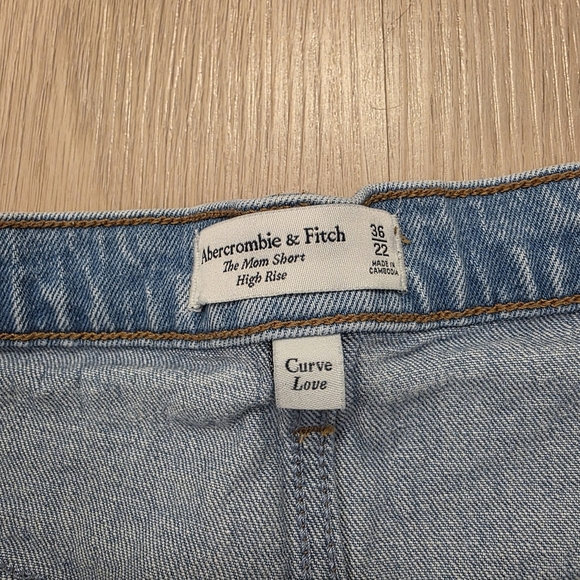 Abercrombie & Fitch
The Mom Short
High Rise
36
22
MADE IN
CAMBODIA
Curve
Love